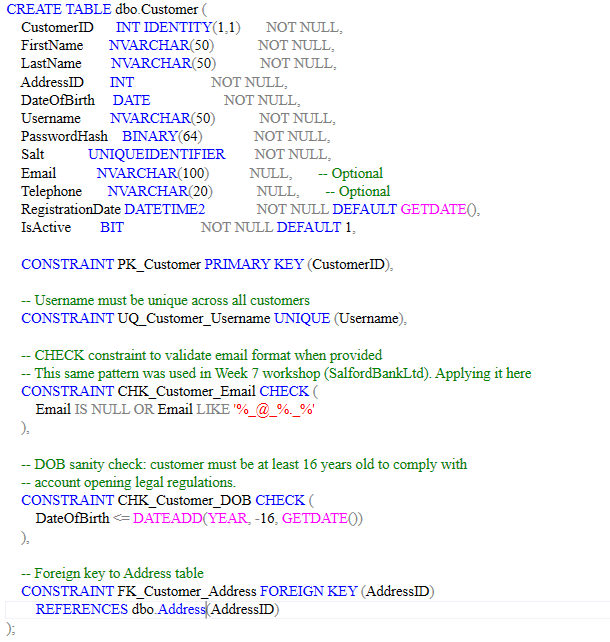 CREATE TABLE dbo.Customer (
CustomerID INT IDENTITY(1,1) NOT NULL,
FirstName NVARCHAR(50) NOT NULL,
LastName NVARCHAR(50) NOT NULL,
AddressID INT NOT NULL,
DateOfBirth DATE NOT NULL,
Username NVARCHAR(50) NOT NULL,
PasswordHash BINARY(64) NOT NULL,
Salt UNIQUEIDENTIFIER NOT NULL,
Email NVARCHAR(100) NULL, -- Optional
Telephone NVARCHAR(20) NULL, -- Optional
RegistrationDate DATETIME2 NOT NULL DEFAULT GETDATE(),
IsActive BIT NOT NULL DEFAULT 1,
CONSTRAINT PK_Customer PRIMARY KEY (CustomerID),
-- Username must be unique across all customers
CONSTRAINT UQ_Customer_Username UNIQUE (Username),
-- CHECK constraint to validate email format when provided
-- This same pattern was used in Week 7 workshop (SalfordBankLtd). Applying it here
CONSTRAINT CHK_Customer_Email CHECK (
Email IS NULL OR Email LIKE '%_@_%._%'
),
-- DOB sanity check: customer must be at least 16 years old to comply with
-- account opening legal regulations.
CONSTRAINT CHK_Customer_DOB CHECK (
DateOfBirth <= DATEADD(YEAR, -16, GETDATE())
),
-- Foreign key to Address table
CONSTRAINT FK_Customer_Address FOREIGN KEY (AddressID)
REFERENCES dbo.Address(AddressID)
);